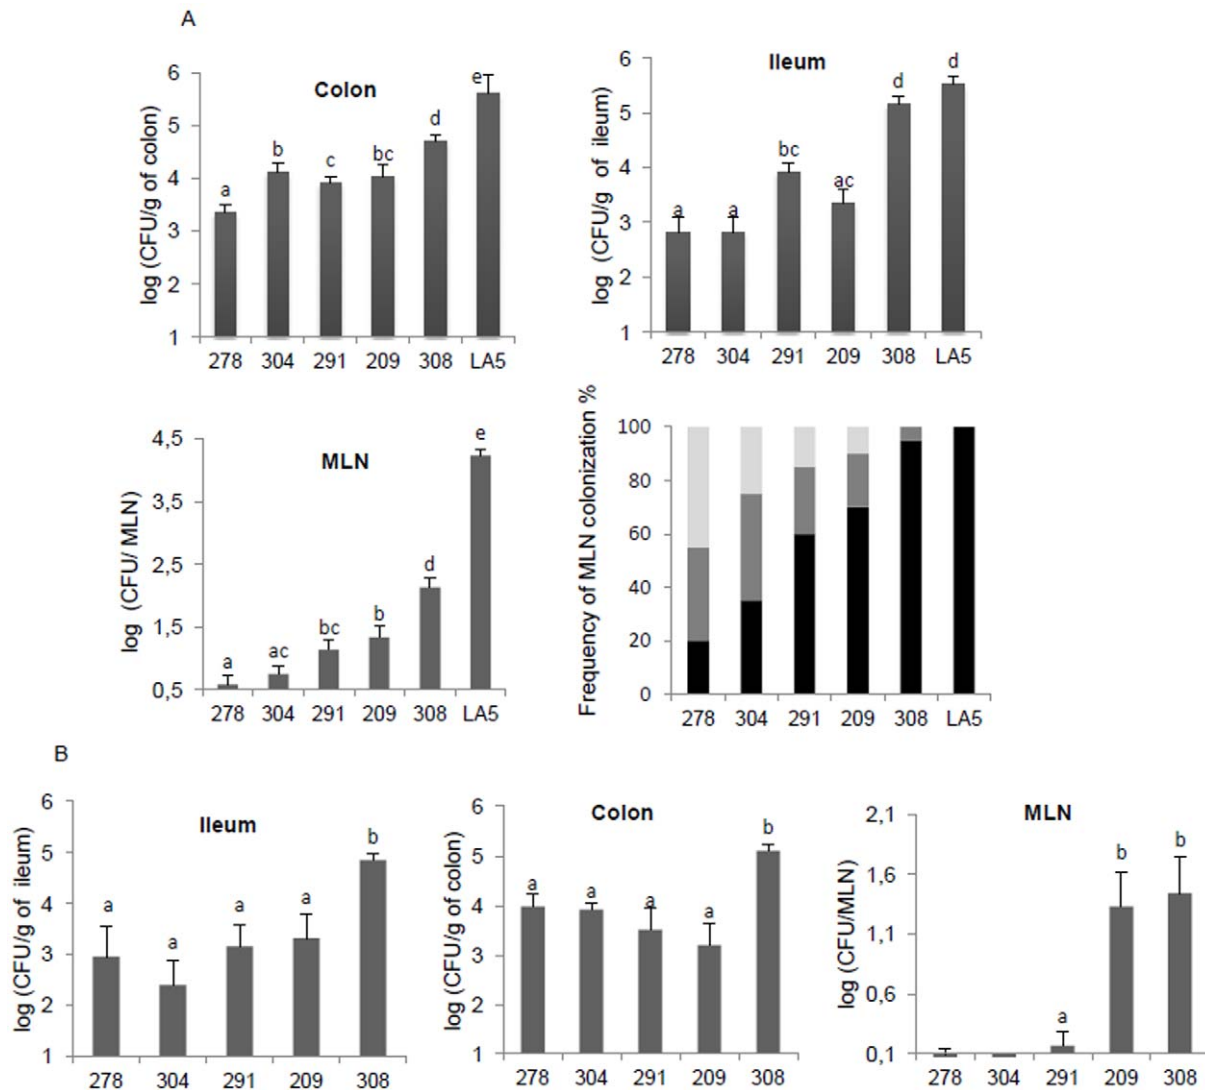 A
Colon
log (CFU/g of colon)
6
5
4
3
2
1
a
b
c
bc
d
e
278 304 291 209 308 LA5
Ileum
log (CFU/g of ileum)
6
5
4
3
2
1
a
a
bc
ac
d
d
278 304 291 209 308 LA5
MLN
log (CFU/ MLN)
4,5
3,5
2,5
1,5
0,5
a
ac
bc
b
d
e
278 304 291 209 308 LA5
Frequency of MLN colonization %
100
80
60
40
20
0
278 304 291 209 308 LA5
B
Ileum
log (CFU/g of ileum)
6
5
4
3
2
1
a
a
a
a
b
278 304 291 209 308
Colon
log (CFU/g of colon)
6
5
4
3
2
1
a
a
a
a
b
278 304 291 209 308
MLN
log (CFU/MLN)
2,1
1,6
1,1
0,6
0,1
a
b
b
278 304 291 209 308